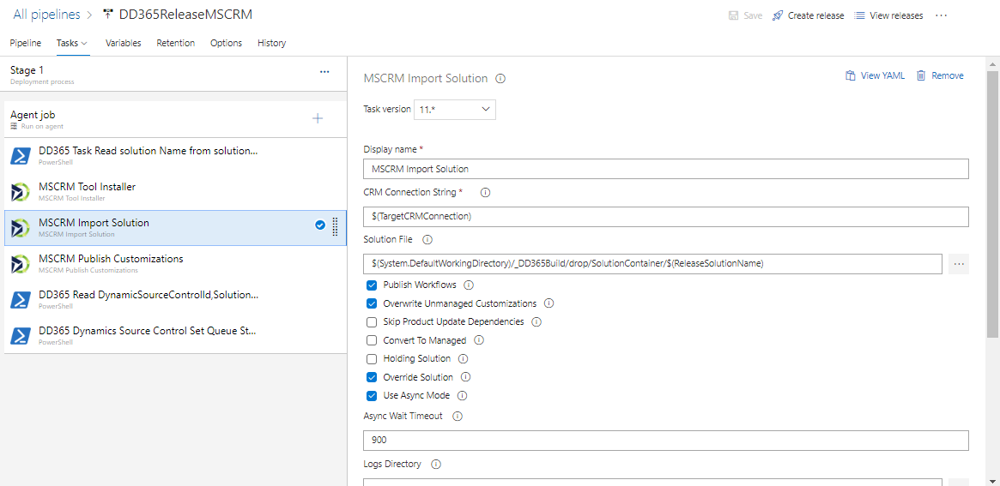 All pipelines > DD365ReleaseMSCRM
Save Create release View releases ...
Pipeline Tasks Variables Retention Options History
Stage 1
Deployment process
...
Agent job
Run on agent
DD365 Task Read solution Name from solution...
PowerShell
MSCRM Tool Installer
MSCRM Tool Installer
MSCRM Import Solution
MSCRM Import Solution
MSCRM Publish Customizations
MSCRM Publish Customizations
DD365 Read DynamicSourceControlId,Solution...
PowerShell
DD365 Dynamics Source Control Set Queue St...
PowerShell
MSCRM Import Solution
View YAML Remove
Task version 11.*
Display name *
MSCRM Import Solution
CRM Connection String *
$(TargetCRMConnection)
Solution File
$(System.DefaultWorkingDirectory)/_DD365Build/drop/SolutionContainer/$(ReleaseSolutionName)
...
Publish Workflows
Overwrite Unmanaged Customizations
Skip Product Update Dependencies
Convert To Managed
Holding Solution
Override Solution
Use Async Mode
Async Wait Timeout
900
Logs Directory